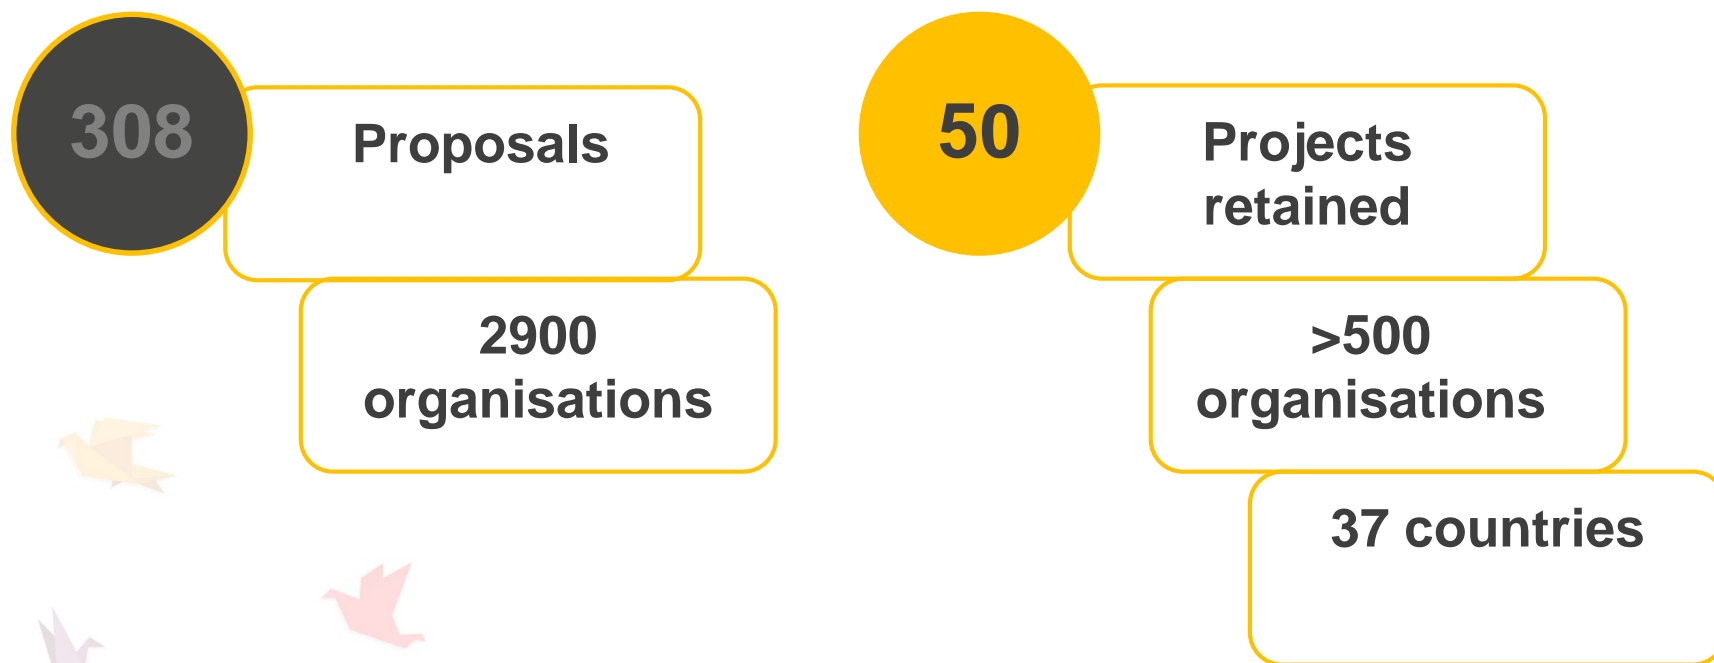 308
Proposals
2900
organisations
50
Projects
retained
>500
organisations
37 countries